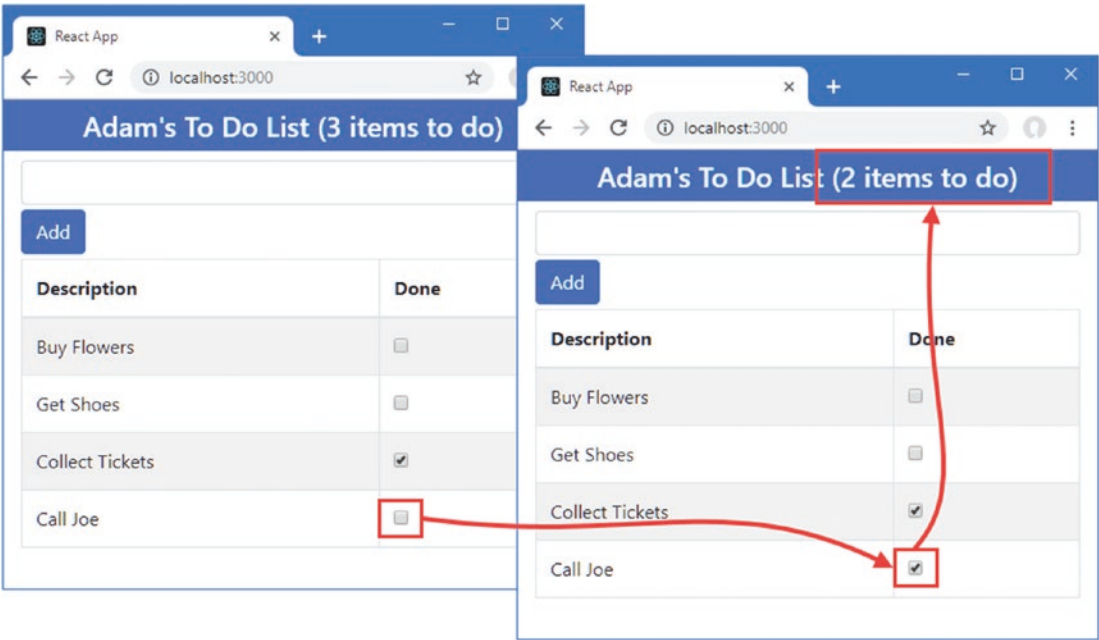 React App
localhost:3000
Adam's To Do List (3 items to do)
Add
Description Done
Buy Flowers
Get Shoes
Collect Tickets
Call Joe
React App
localhost:3000
Adam's To Do List (2 items to do)
Add
Description Done
Buy Flowers
Get Shoes
Collect Tickets
Call Joe